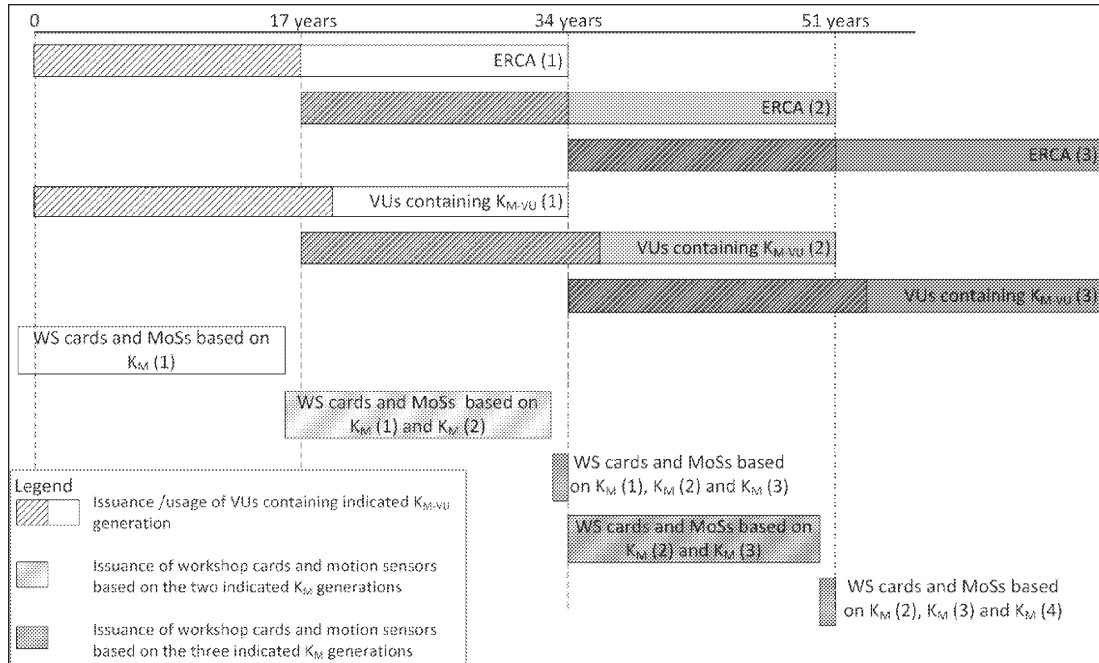 0 17 years 34 years 51 years
ERCA (1)
ERCA (2)
ERCA (3)
VUs containing KM-VU (1)
VUs containing KM-VU (2)
VUs containing KM-VU (3)
WS cards and MoSs based on
KM (1)
WS cards and MoSs based on
KM (1) and KM (2)
WS cards and MoSs based
on KM (1), KM (2) and KM (3)
WS cards and MoSs based on
KM (2) and KM (3)
WS cards and MoSs based
on KM (2), KM (3) and KM (4)
Legend
Issuance /usage of VUs containing indicated KM-VU
generation
Issuance of workshop cards and motion sensors
based on the two indicated KM generations
Issuance of workshop cards and motion sensors
based on the three indicated KM generations